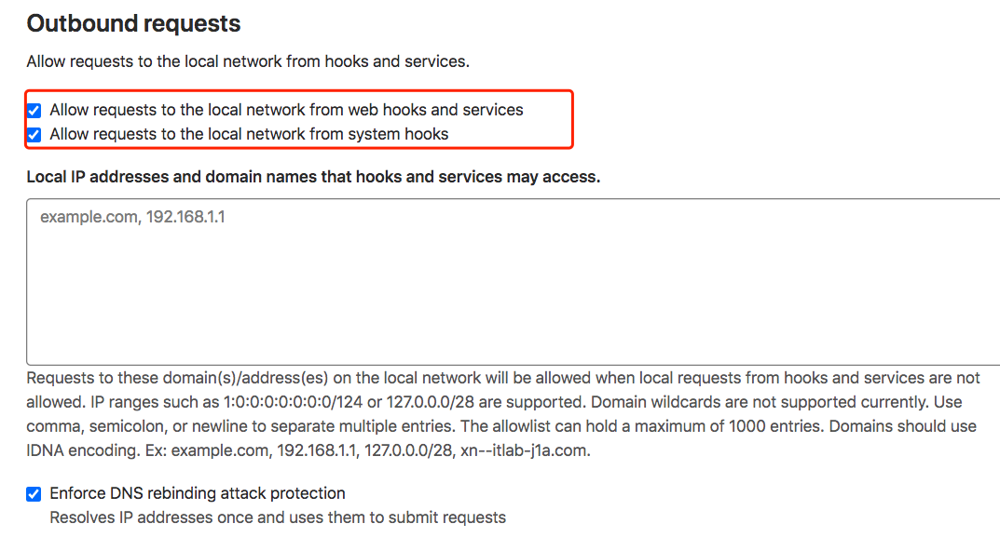 Outbound requests
Allow requests to the local network from hooks and services.
Allow requests to the local network from web hooks and services
Allow requests to the local network from system hooks
Local IP addresses and domain names that hooks and services may access.
example.com, 192.168.1.1
Requests to these domain(s)/address(es) on the local network will be allowed when local requests from hooks and services are not
allowed. IP ranges such as 1:0:0:0:0:0:0:0/124 or 127.0.0.0/28 are supported. Domain wildcards are not supported currently. Use
comma, semicolon, or newline to separate multiple entries. The allowlist can hold a maximum of 1000 entries. Domains should use
IDNA encoding. Ex: example.com, 192.168.1.1, 127.0.0.0/28, xn--itlab-j1a.com.
Enforce DNS rebinding attack protection
Resolves IP addresses once and uses them to submit requests